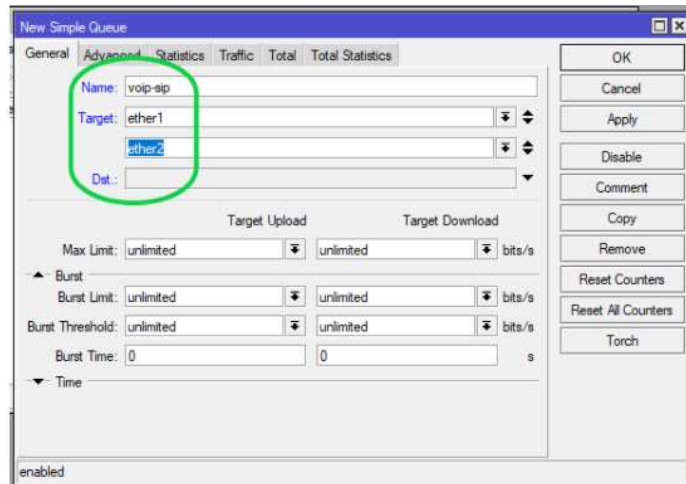 New Simple Queue
General Advanced Statistics Traffic Total Total Statistics
Name: voip-sip
Target: ether1
ether2
Dst.:
Target Upload Target Download
Max Limit: unlimited unlimited bits/s
Burst
Burst Limit: unlimited unlimited bits/s
Burst Threshold: unlimited unlimited bits/s
Burst Time: 0 0 s
Time
OK
Cancel
Apply
Disable
Comment
Copy
Remove
Reset Counters
Reset All Counters
Torch
enabled